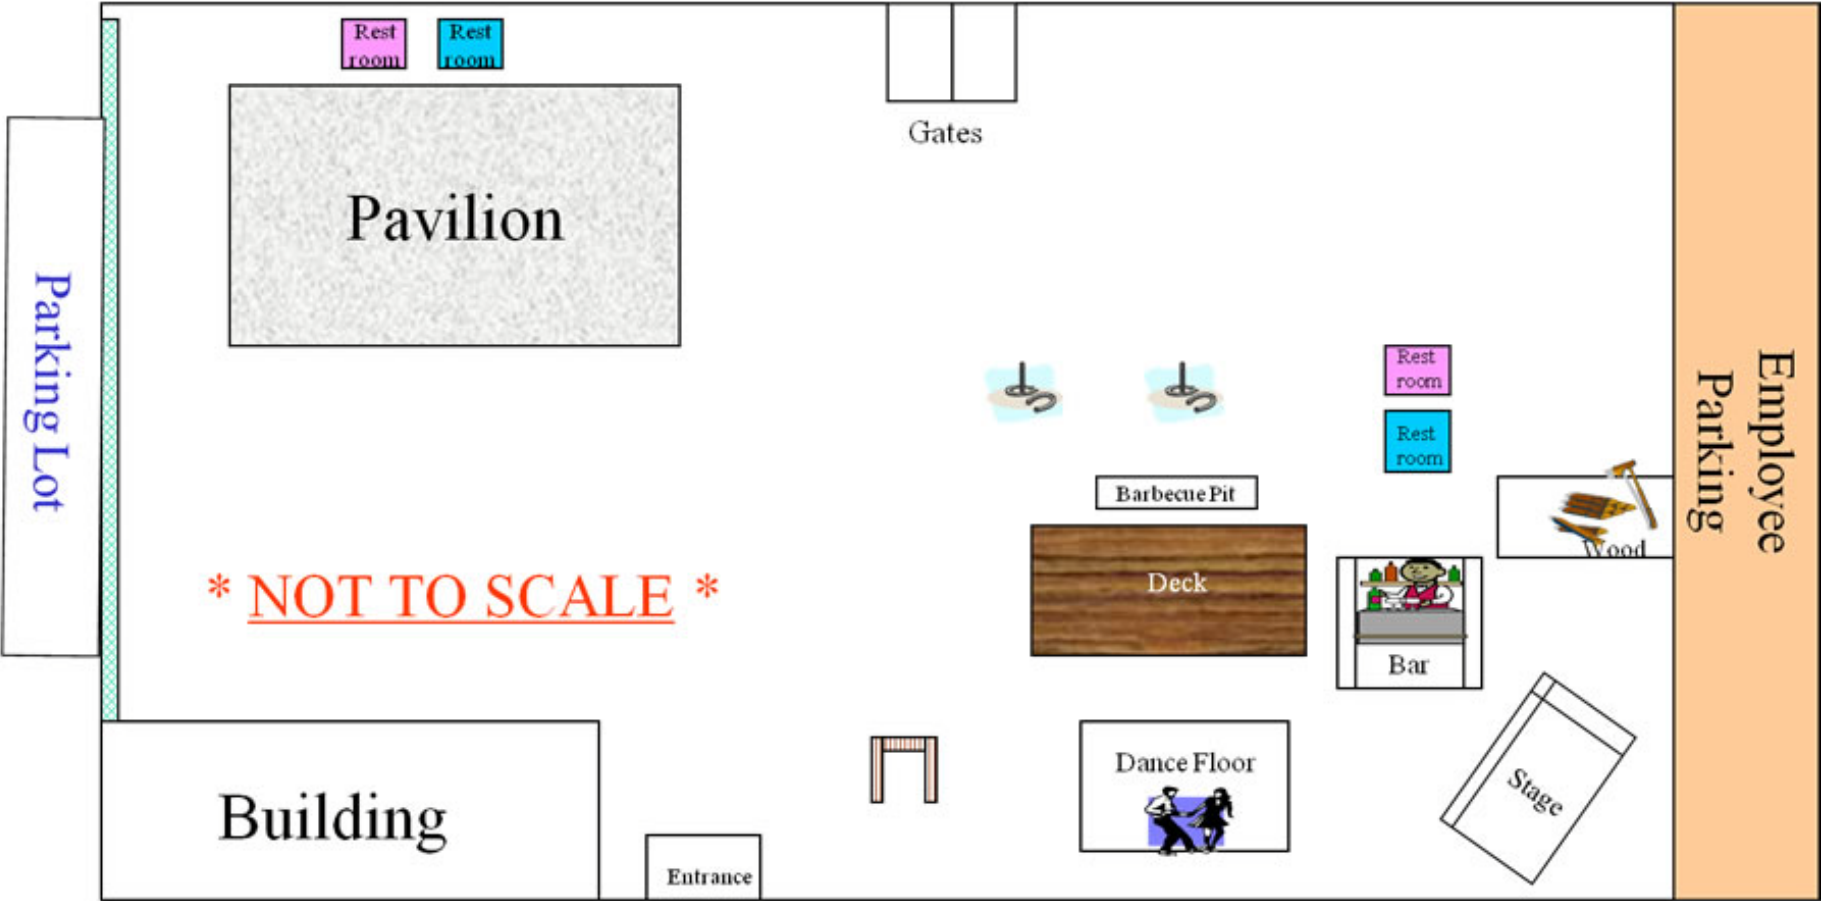 Rest
room
Rest
room
Gates
Pavilion
Parking Lot
Rest
room
Rest
room
Employee
Parking
Barbecue Pit
Wood
Deck
* NOT TO SCALE *
Bar
Dance Floor
Stage
Building
Entrance